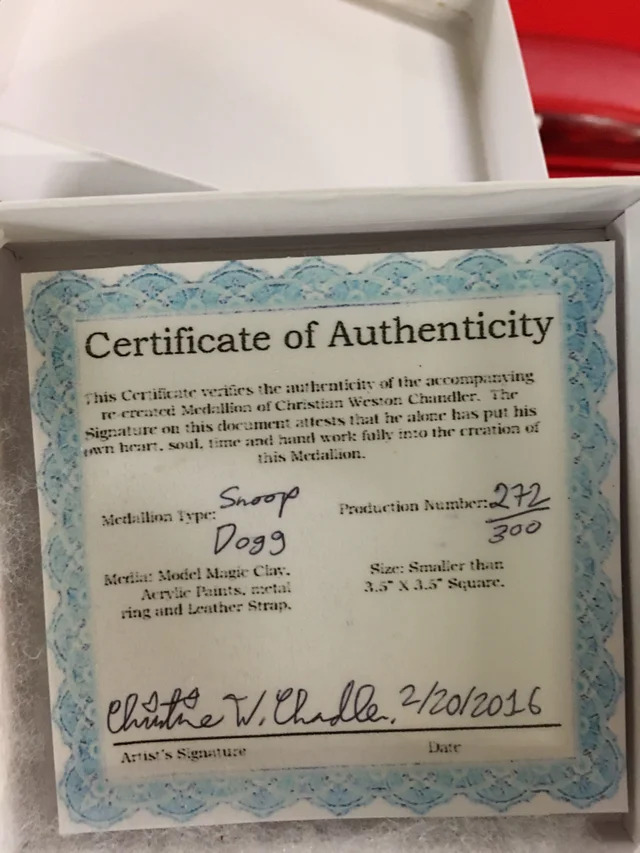 Certificate of Authenticity
This Certificate verifies the authenticity of the accompanying
re-created Medallion of Christian Weston Chandler. The
Signature on this document attests that he alone has put his
own heart, soul, time and hand work fully into the creation of
this Medallion.
Medallion Type: Snoop
Dogg
Production Number: 272
300
Media: Model Magic Clay,
Acrylic Paints, metal
ring and Leather Strap.
Size: Smaller than
3.5" X 3.5" Square.
Christine W. Chandler, 2/20/2016
Artist's Signature
Date